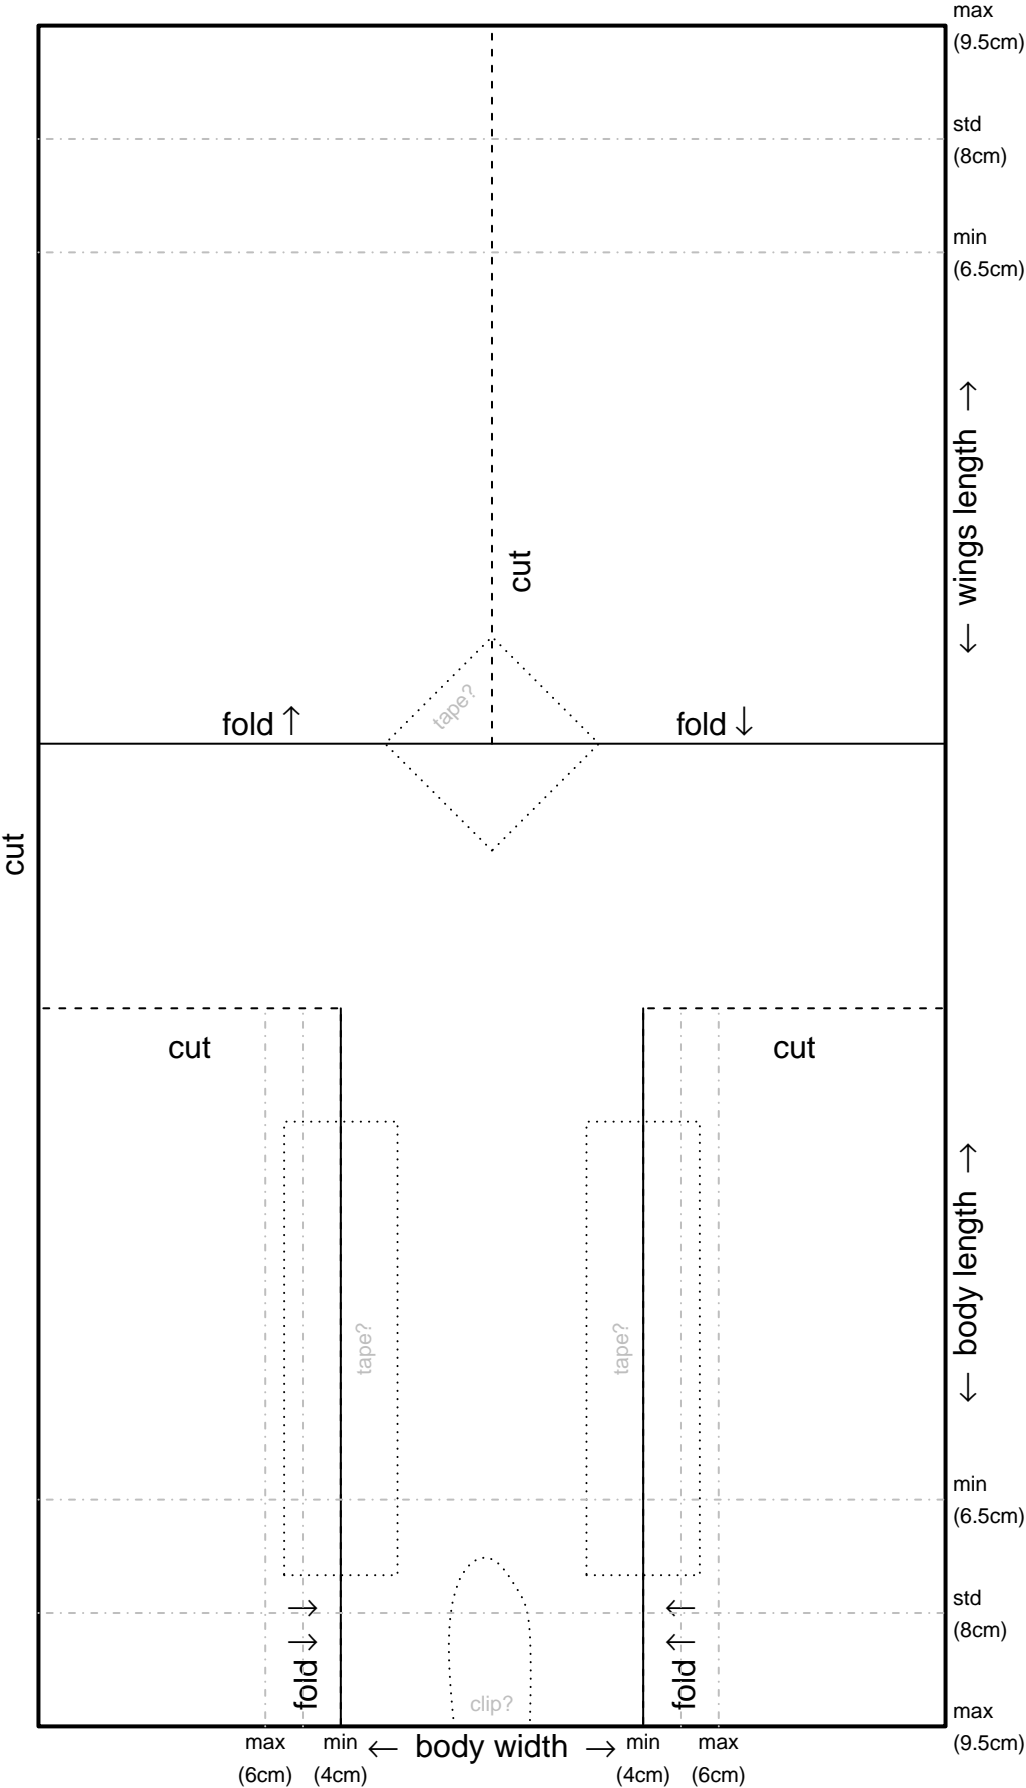 max
(9.5cm)
std
(8cm)
min
(6.5cm)
← wings length →
cut
tape?
fold ↑
fold ↓
cut
cut
cut
← body length →
tape?
tape?
min
(6.5cm)
std
(8cm)
→
→
fold
←
←
fold
clip?
max
(9.5cm)
max
(6cm)
min
(4cm)
← body width →
min
(4cm)
max
(6cm)